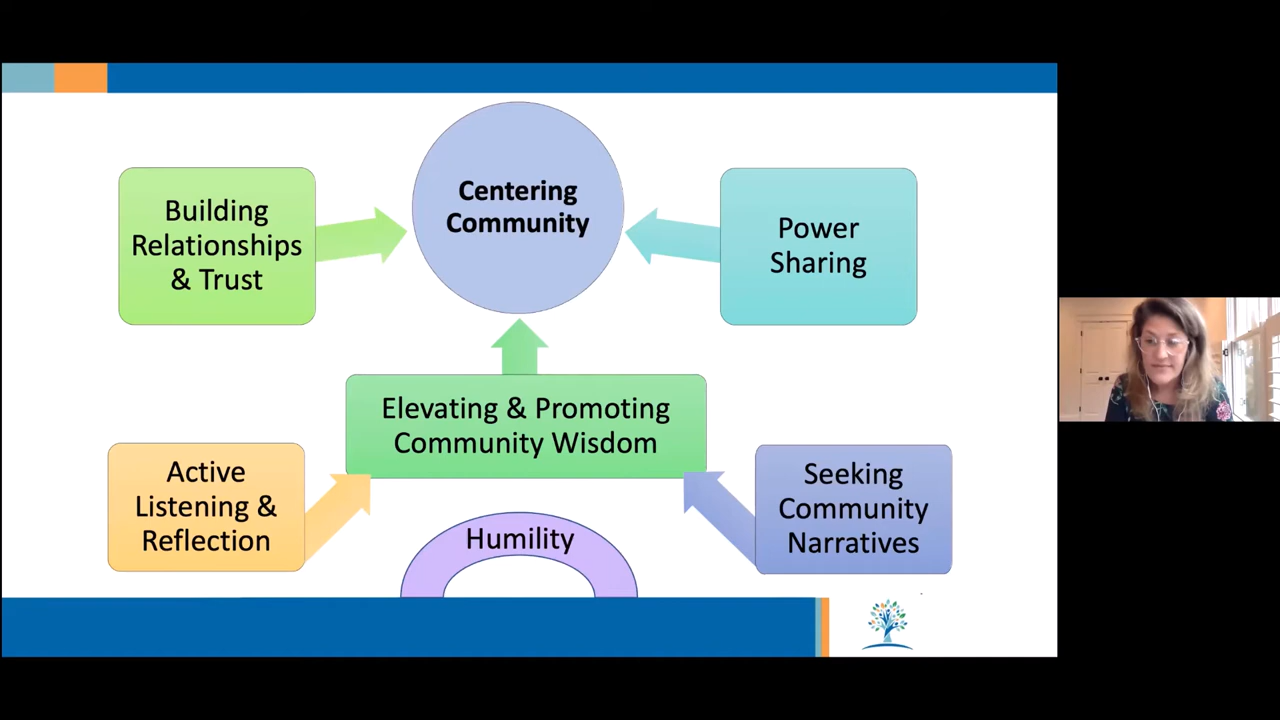 Centering
Community
Building
Relationships
& Trust
Power
Sharing
Elevating & Promoting
Community Wisdom
Active
Listening &
Reflection
Seeking
Community
Narratives
Humility